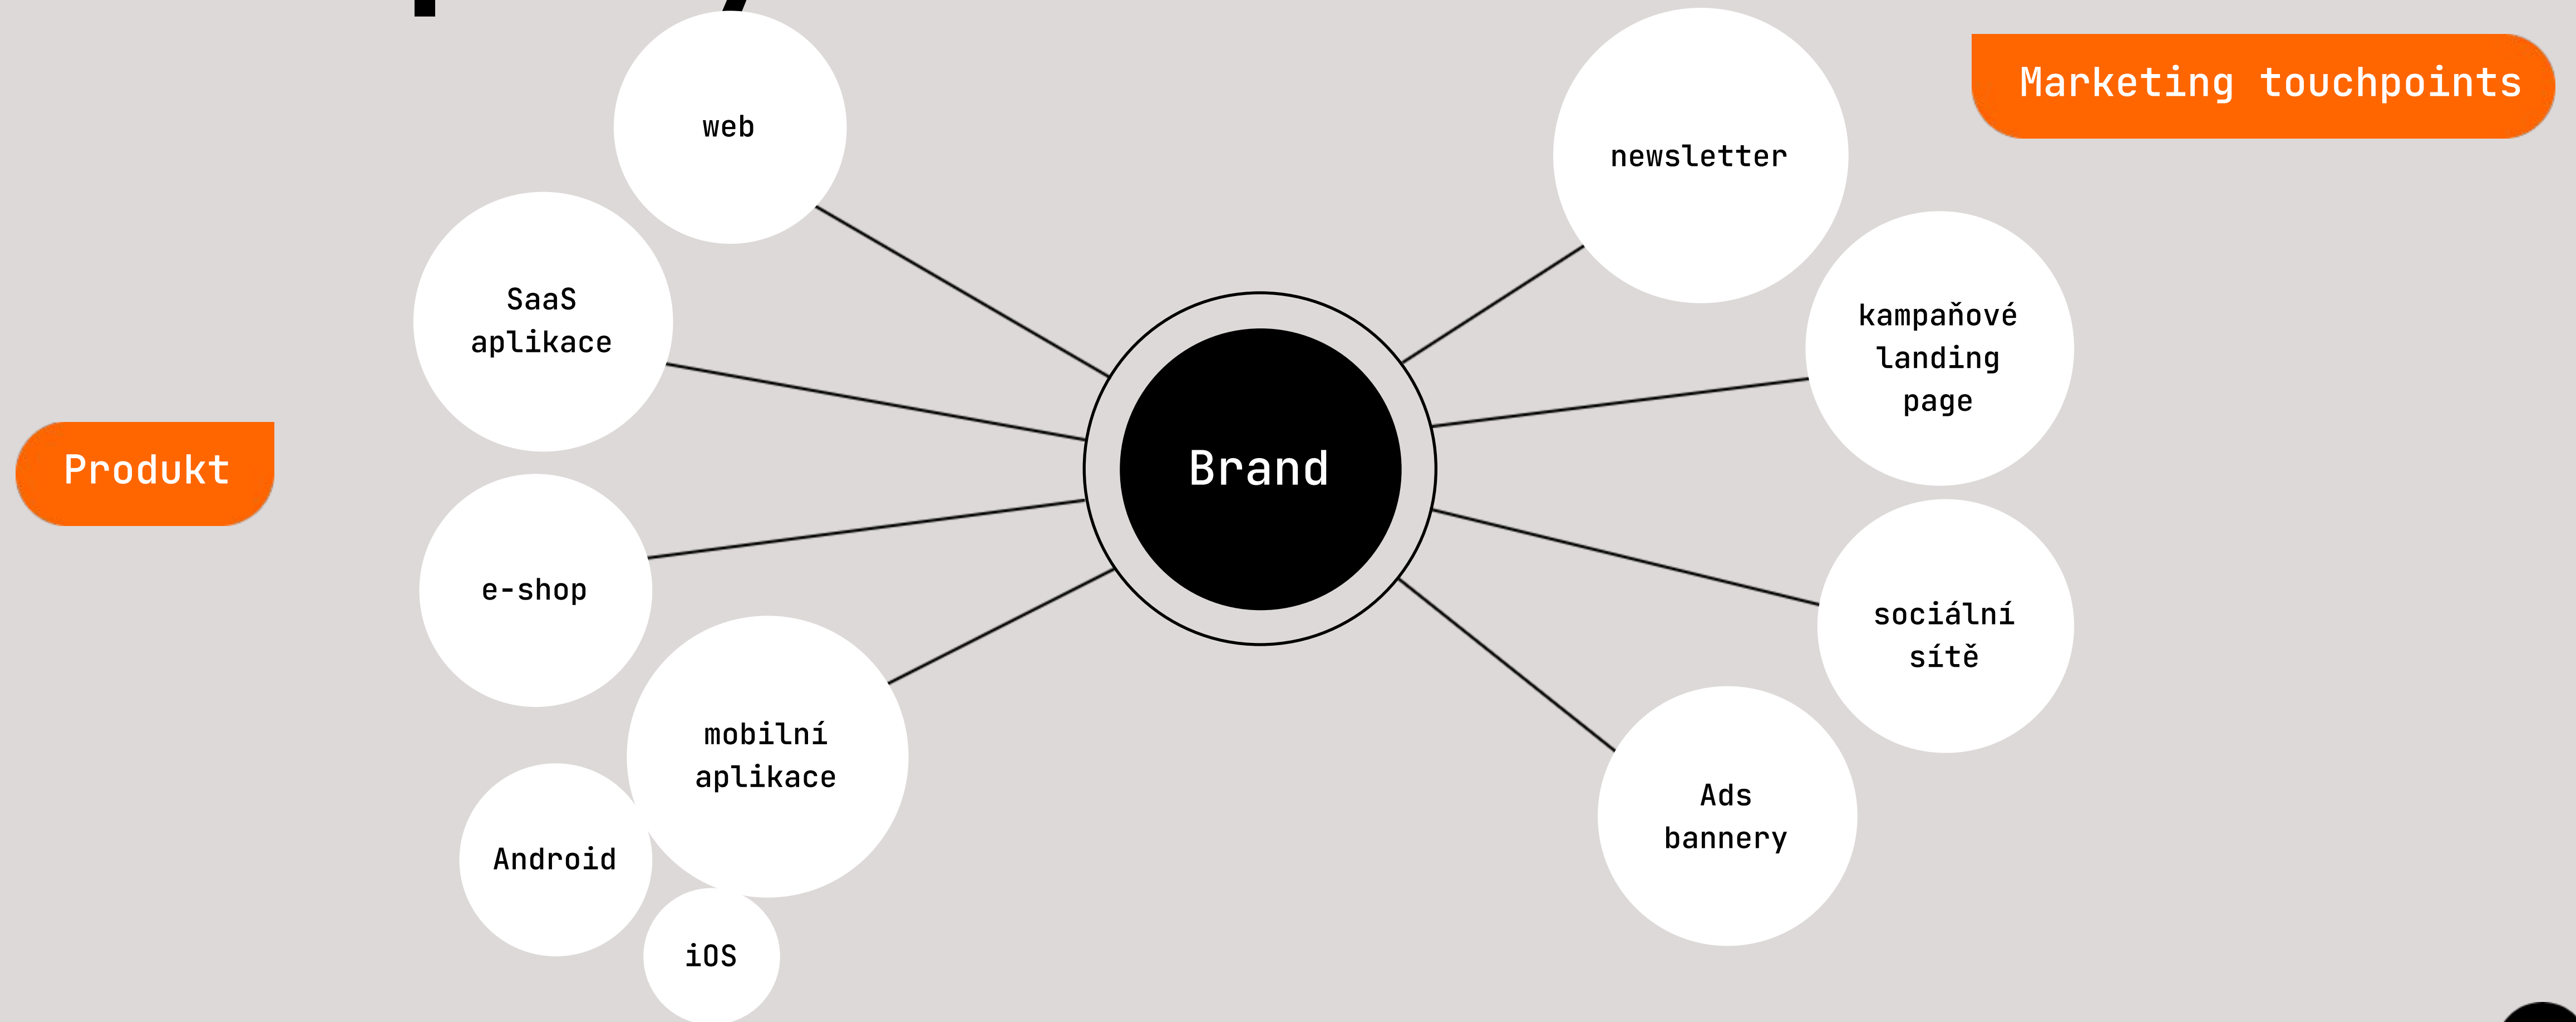 web
SaaS
aplikace
Produkt
e-shop
mobilní
aplikace
Android
iOS
Brand
Marketing touchpoints
newsletter
kampaňové
landing
page
sociální
sítě
Ads
bannery